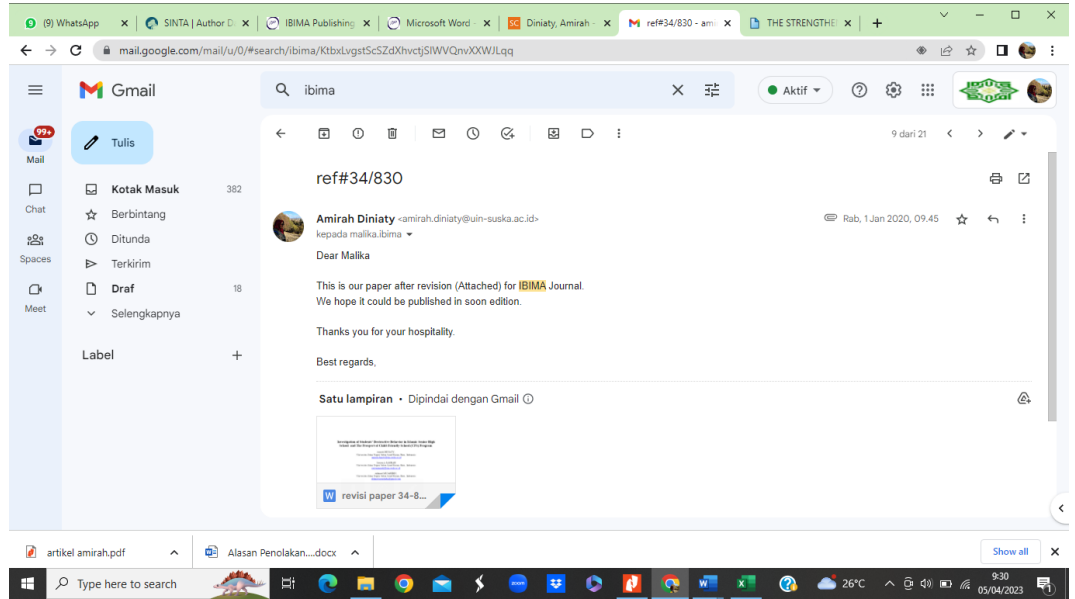 (9) WhatsApp
SINTA | Author D
IBIMA Publishing
Microsoft Word -
SC Diniaty, Amirah -
ref#34/830 - ami
THE STRENGTHE
mail.google.com/mail/u/0/#search/ibima/KtbxLvgstScSZdXhvctjSlWVQnvXXWJLqq
Gmail
ibima
Aktif
99+
Mail
Chat
Spaces
Meet
Tulis
Kotak Masuk 382
Berbintang
Ditunda
Terkirim
Draf 18
Selengkapnya
Label
9 dari 21
ref#34/830
Amirah Diniaty <amirah.diniaty@uin-suska.ac.id>
Rab, 1 Jan 2020, 09.45
kepada malika.ibima
Dear Malika
This is our paper after revision (Attached) for IBIMA Journal.
We hope it could be published in soon edition.
Thanks you for your hospitality.
Best regards,
Satu lampiran • Dipindai dengan Gmail
W revisi paper 34-8...
artikel amirah.pdf
Alasan Penolakan....docx
Show all
Type here to search
zoom
26°C
9:30
05/04/2023